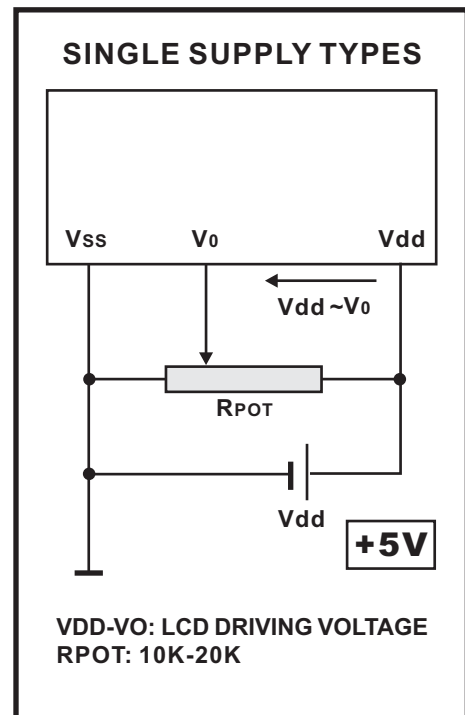 SINGLE SUPPLY TYPES
Vss V0 Vdd
Vdd ~V0
RPOT
Vdd
+5V
VDD-VO: LCD DRIVING VOLTAGE
RPOT: 10K-20K